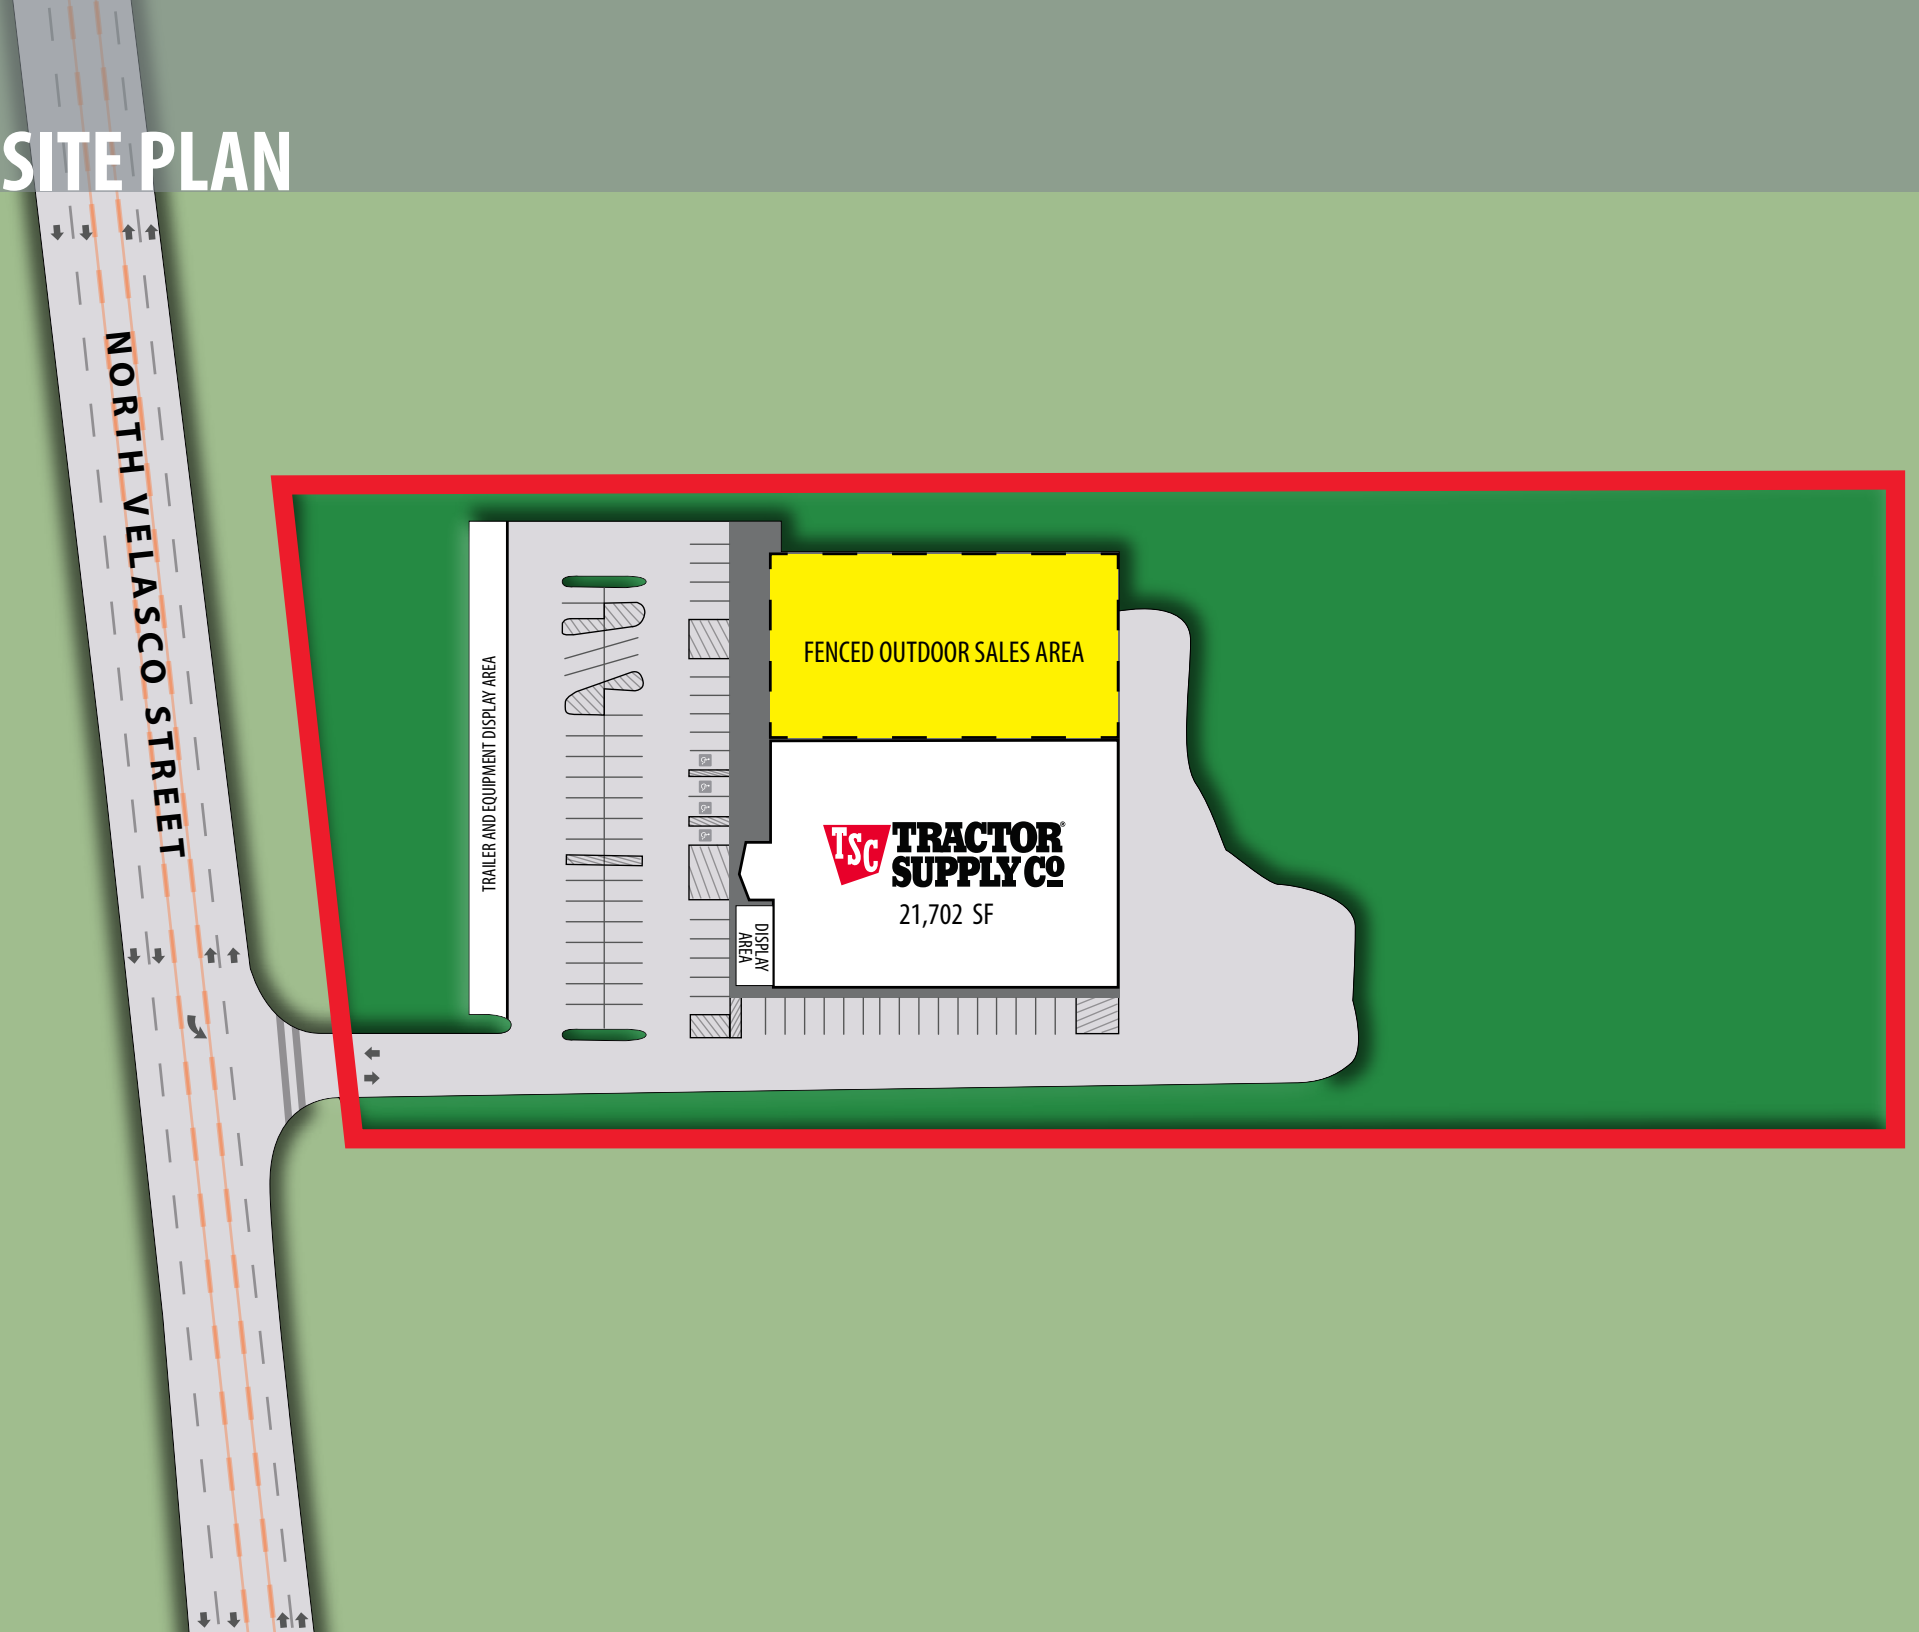 SITE PLAN
NORTH VELASCO STREET
TRAILER AND EQUIPMENT DISPLAY AREA
FENCED OUTDOOR SALES AREA
TSC
TRACTOR
SUPPLY CO
®
21,702 SF
DISPLAY
AREA